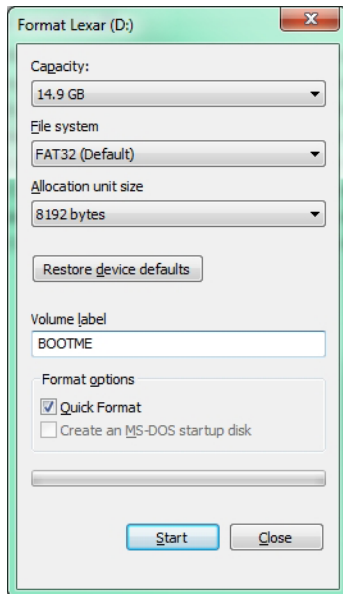 Format Lexar (D:)
Capacity:
14.9 GB
File system
FAT32 (Default)
Allocation unit size
8192 bytes
Restore device defaults
Volume label
BOOTME
Format options
Quick Format
Create an MS-DOS startup disk
Start
Close